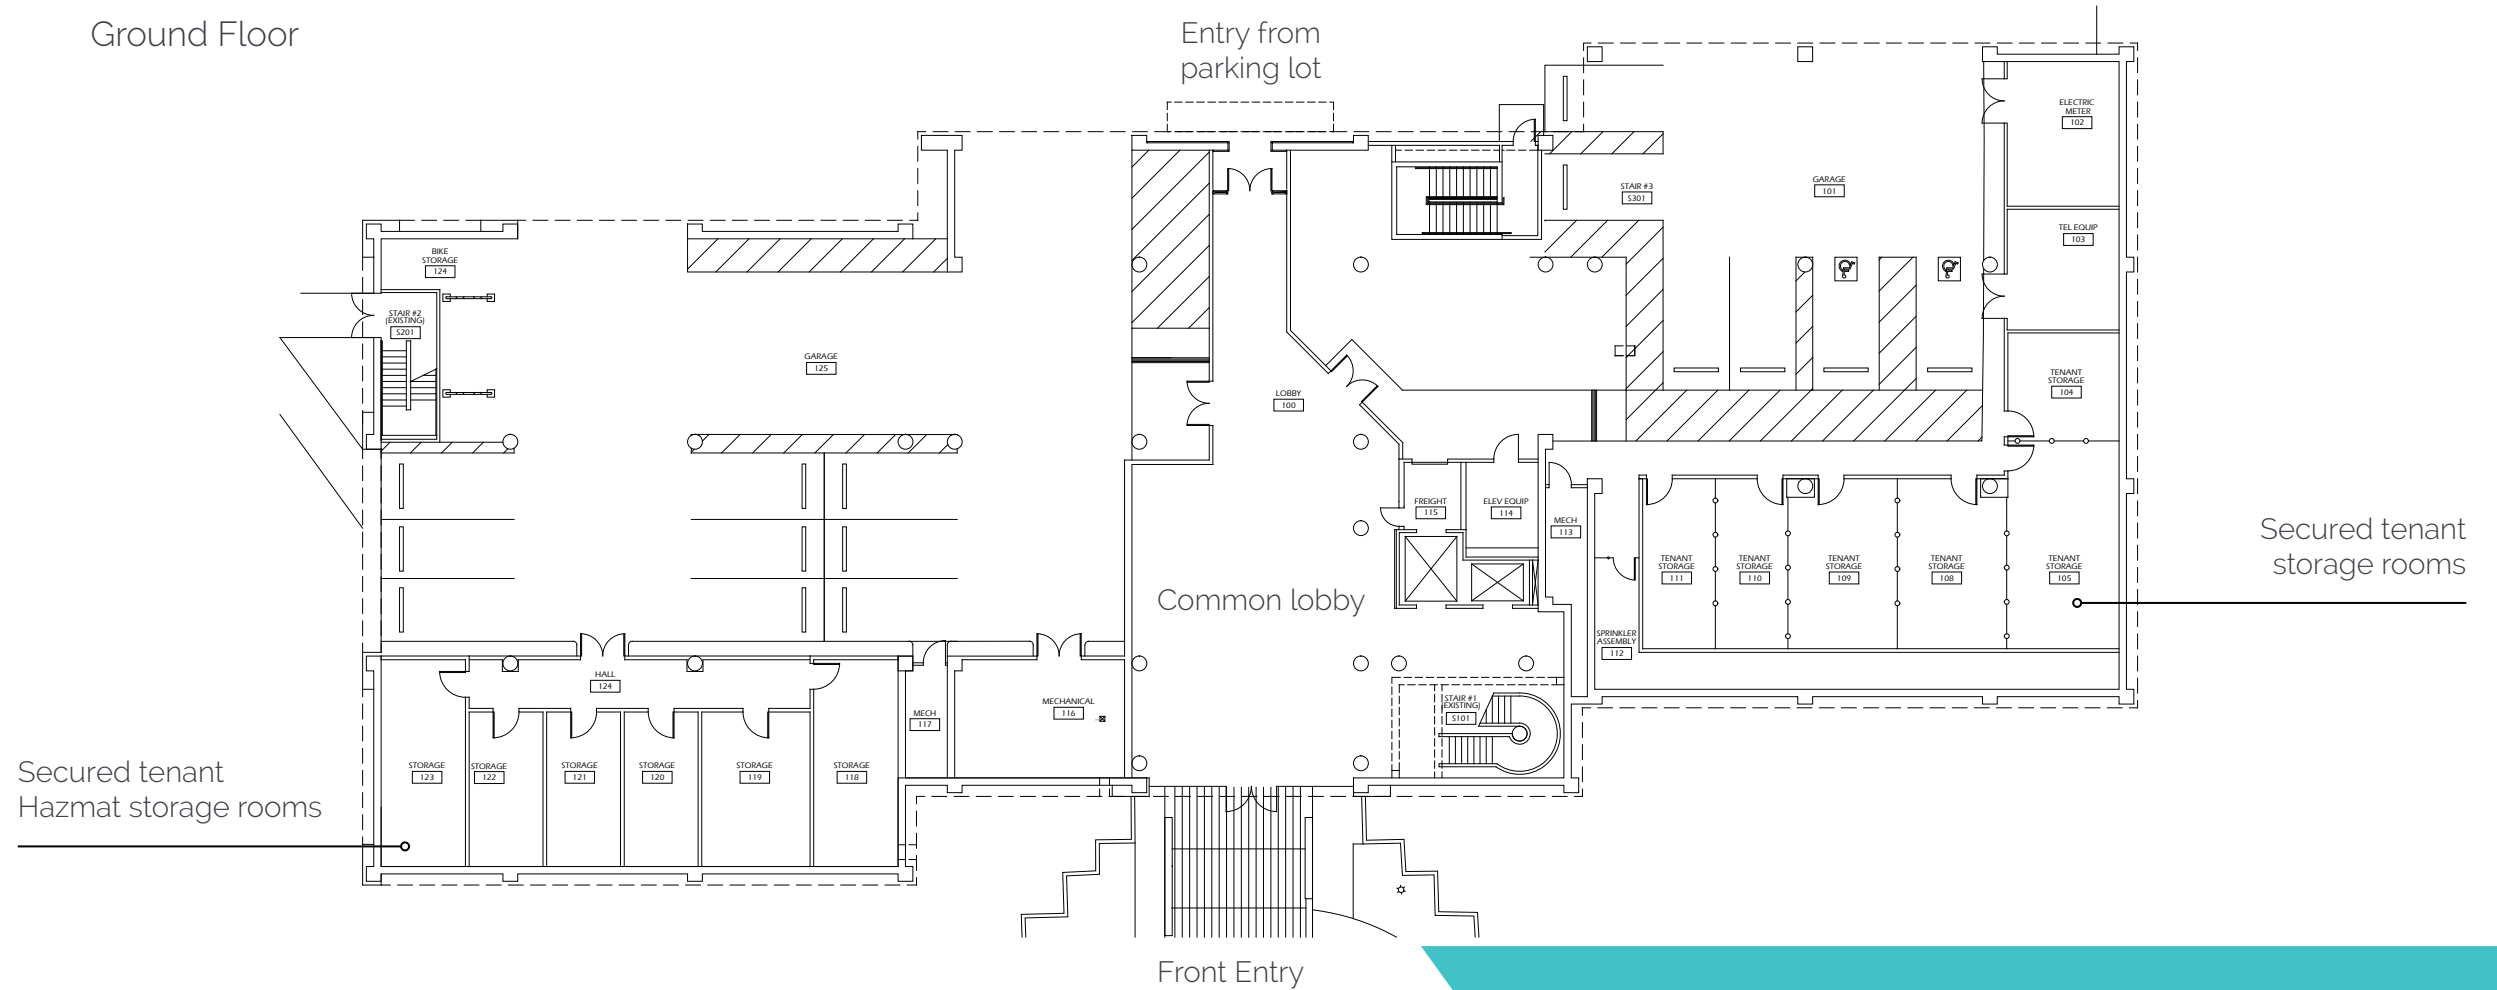 Ground Floor
Entry from
parking lot
ELECTRIC
METER
102
BIKE
STORAGE
124
STAIR #2
(EXISTING)
S201
GARAGE
125
LOBBY
100
STAIR #3
S301
GARAGE
101
TEL EQUIP
103
TENANT
STORAGE
104
FREIGHT
115
ELEV EQUIP
114
MECH
113
TENANT
STORAGE
111
TENANT
STORAGE
110
TENANT
STORAGE
109
TENANT
STORAGE
108
TENANT
STORAGE
105
Secured tenant
storage rooms
Common lobby
SPRINKLER
ASSEMBLY
112
HALL
124
MECH
117
MECHANICAL
116
STAIR #1
EXISTING)
S101
Secured tenant
Hazmat storage rooms
STORAGE
123
STORAGE
122
STORAGE
121
STORAGE
120
STORAGE
119
STORAGE
118
Front Entry